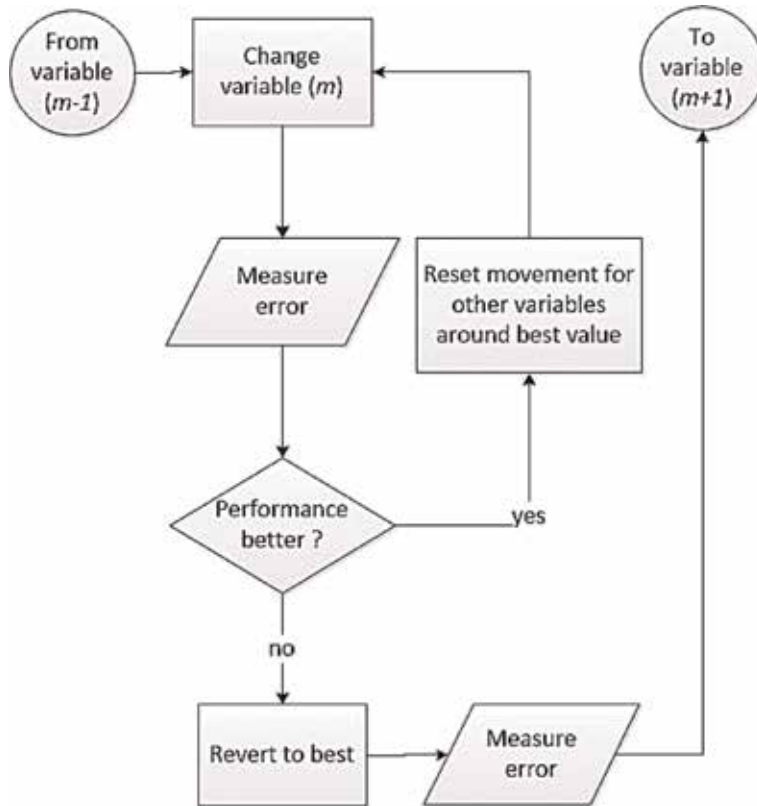 From
variable
(m-1)
Change
variable (m)
To
variable
(m+1)
Measure
error
Reset movement for
other variables
around best value
Performance
better ?
yes
no
Revert to best
Measure
error